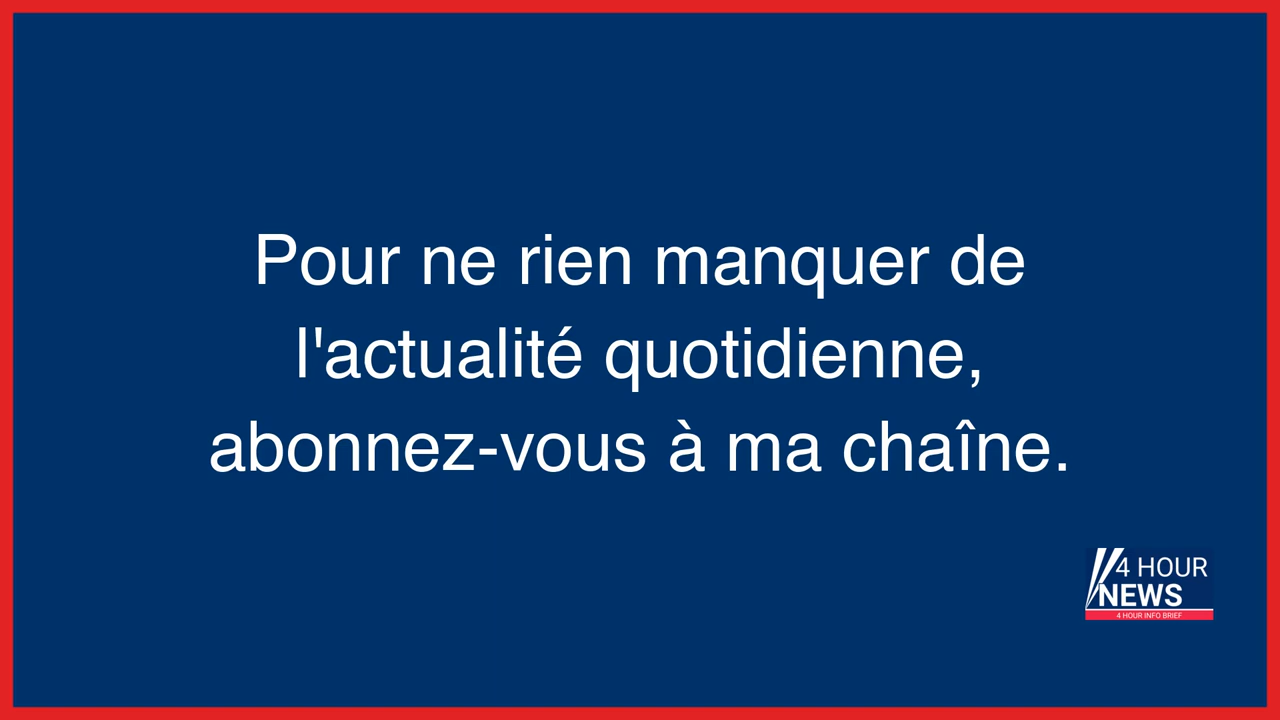 Pour ne rien manquer de
l'actualité quotidienne,
abonnez-vous à ma chaîne.
4 HOUR
NEWS
4 HOUR INFO BRIEF